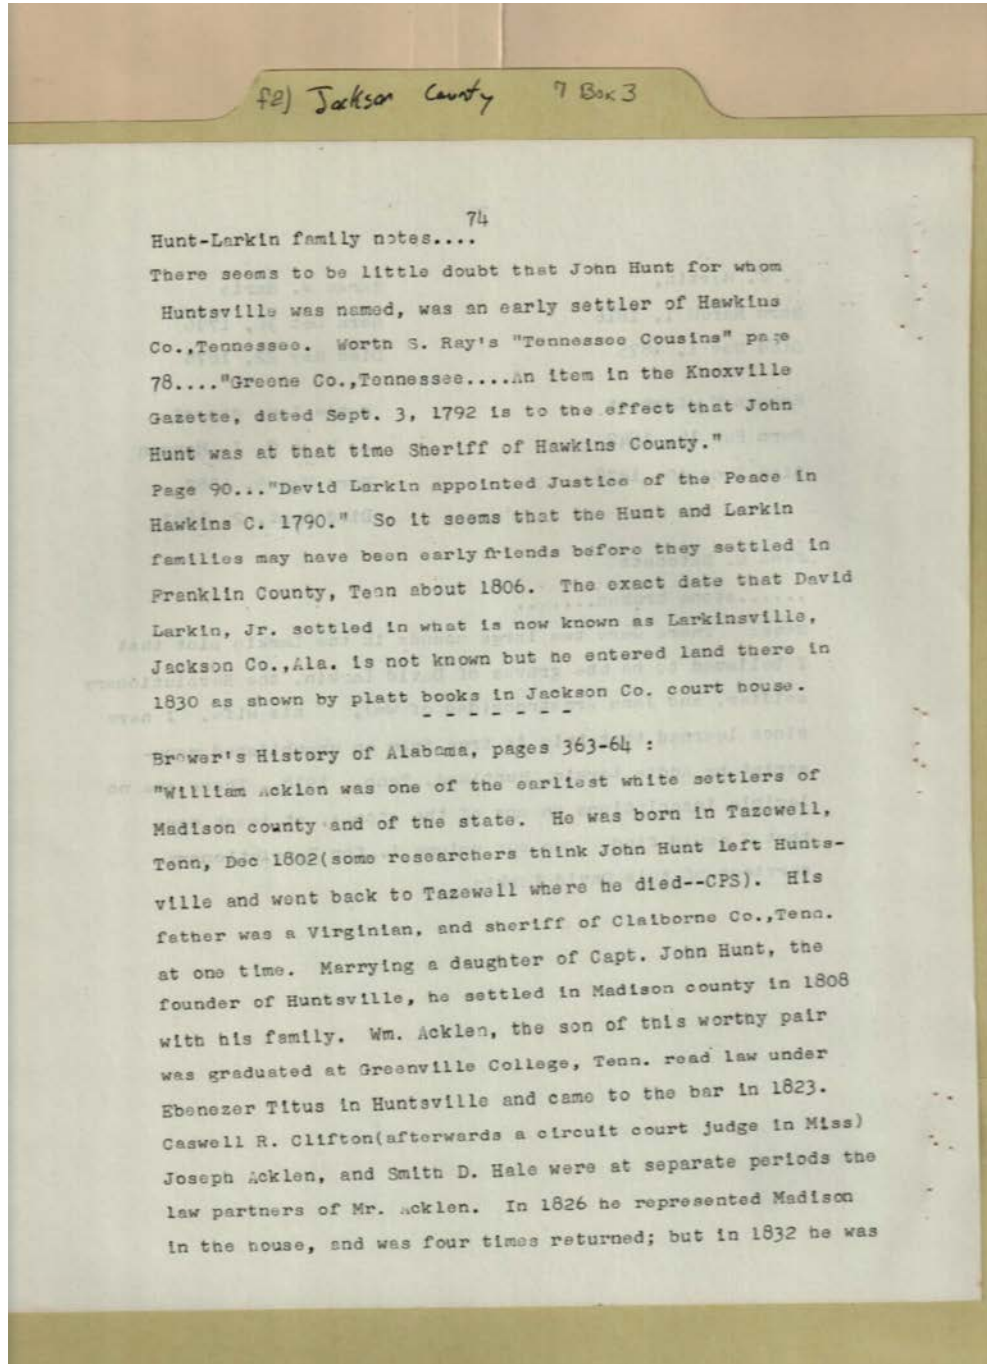 f2) Jackson County 7 Box 3
74
Hunt-Larkin family notes....
There seems to be little doubt that John Hunt for whom
Huntsville was named, was an early settler of Hawkins
Co.,Tennessee. Worth S. Ray's "Tennessee Cousins" page
78...."Greene Co.,Tennessee....An item in the Knoxville
Gazette, dated Sept. 3, 1792 is to the effect that John
Hunt was at that time Sheriff of Hawkins County."
Page 90..."David Larkin appointed Justice of the Peace in
Hawkins C. 1790." So it seems that the Hunt and Larkin
families may have been early friends before they settled in
Franklin County, Tenn about 1806. The exact date that David
Larkin, Jr. settled in what is now known as Larkinsville,
Jackson Co.,Ala. is not known but he entered land there in
1830 as shown by platt books in Jackson Co. court house.
- - - - - - -
Brewer's History of Alabama, pages 363-64 :
"William Acklen was one of the earliest white settlers of
Madison county and of the state. He was born in Tazewell,
Tenn, Dec 1802(some researchers think John Hunt left Hunts-
ville and went back to Tazewell where he died--CPS). His
father was a Virginian, and sheriff of Claiborne Co.,Tenn.
at one time. Marrying a daughter of Capt. John Hunt, the
founder of Huntsville, he settled in Madison county in 1808
with his family. Wm. Acklen, the son of this worthy pair
was graduated at Greenville College, Tenn. read law under
Ebenezer Titus in Huntsville and came to the bar in 1823.
Caswell R. Clifton(afterwards a circuit court judge in Miss)
Joseph Acklen, and Smith D. Hale were at separate periods the
law partners of Mr. Acklen. In 1826 he represented Madison
in the house, and was four times returned; but in 1832 he was